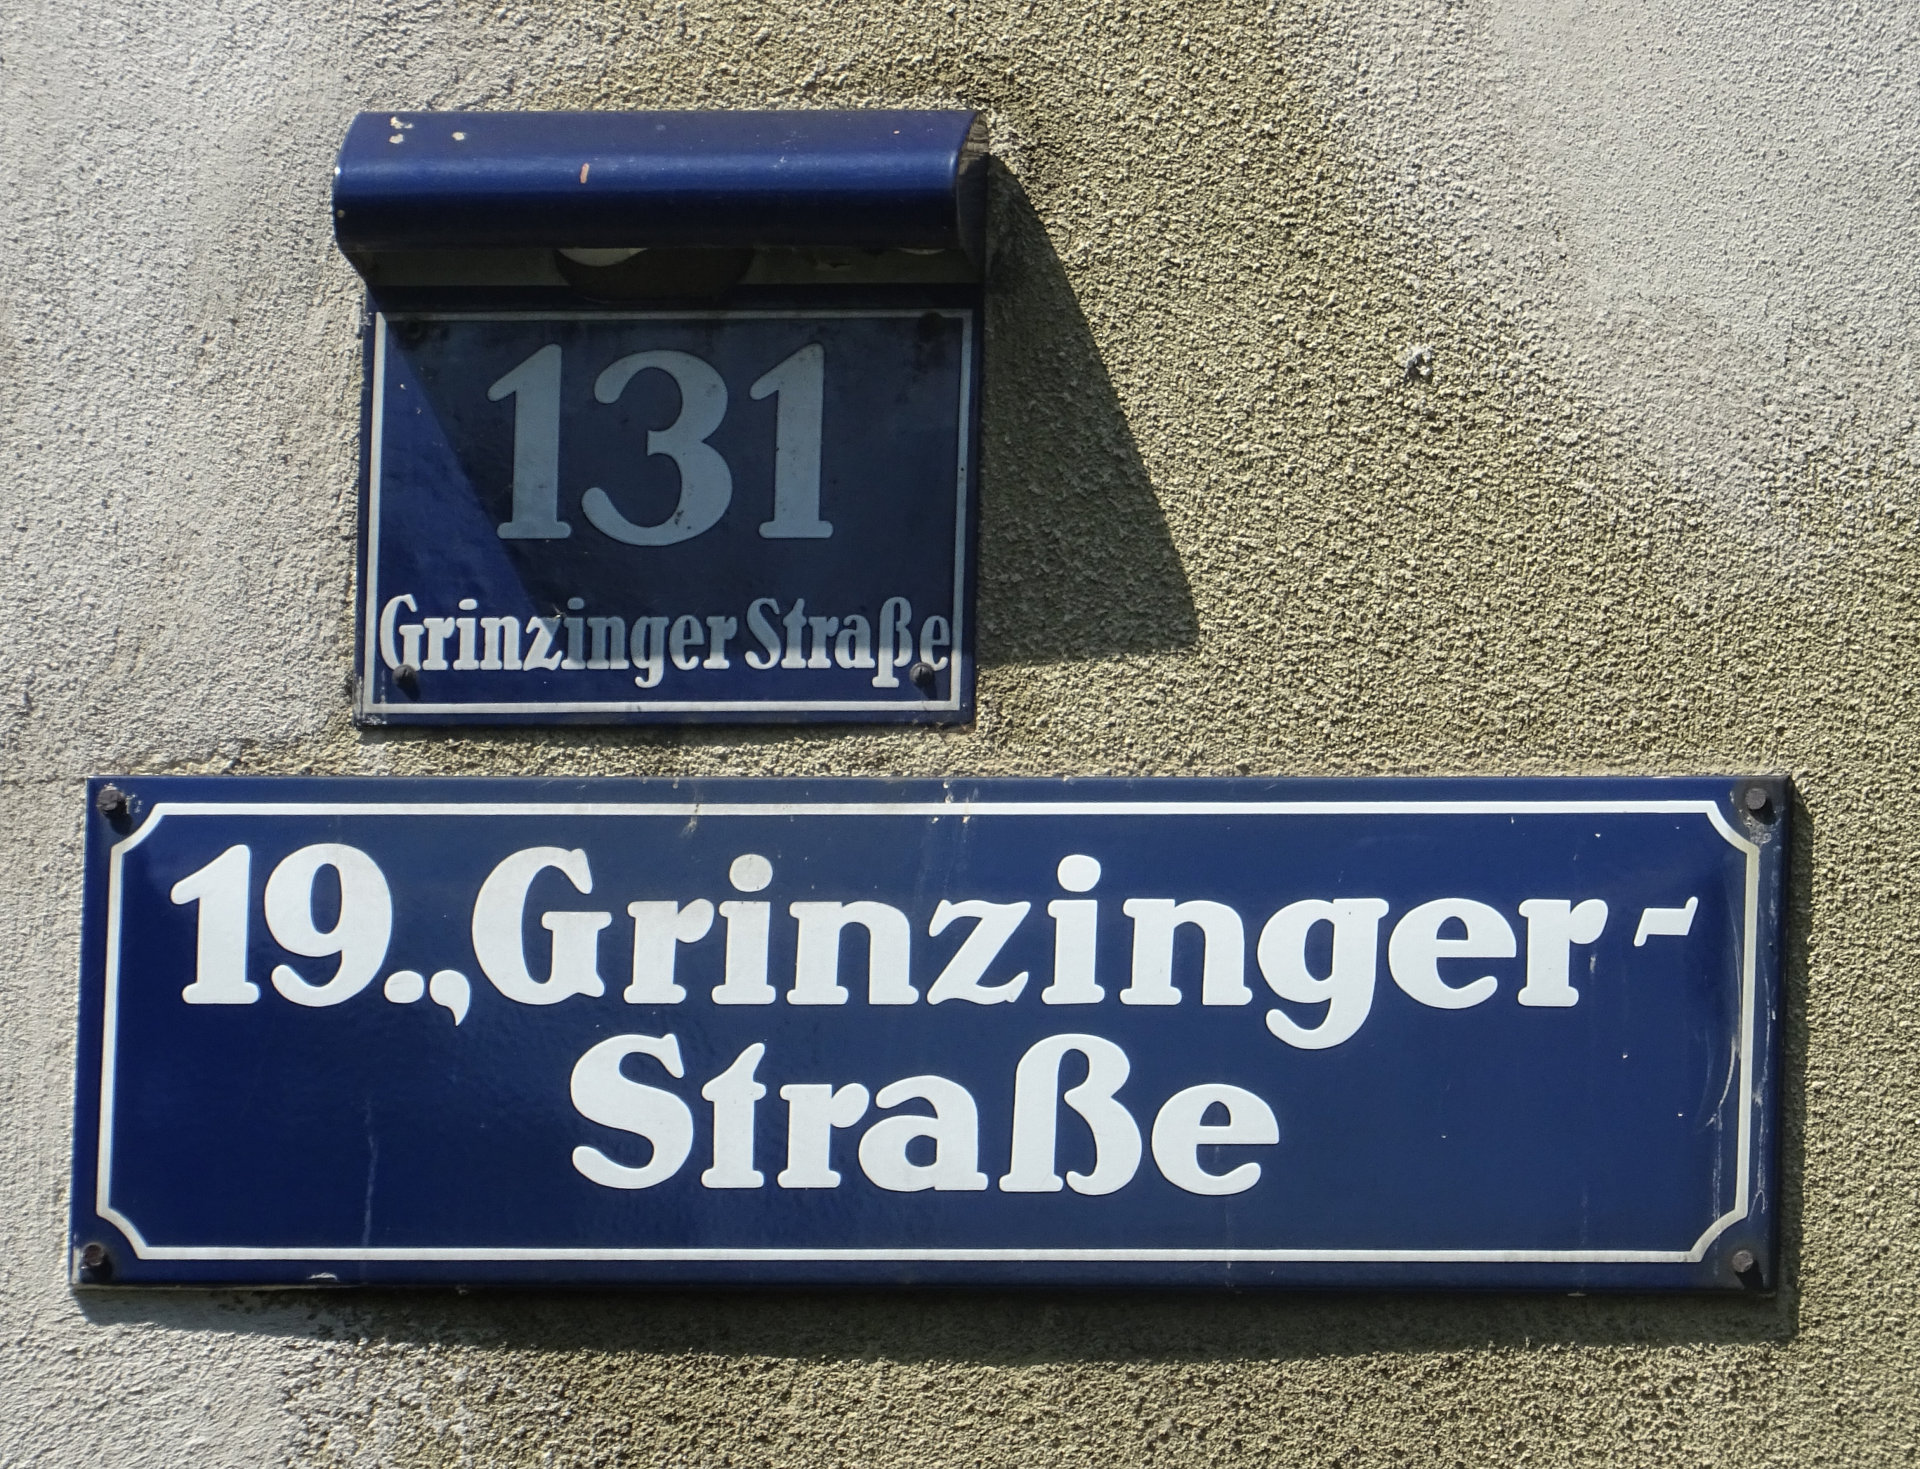 131
Grinzinger Straße
19., Grinzinger-
Straße